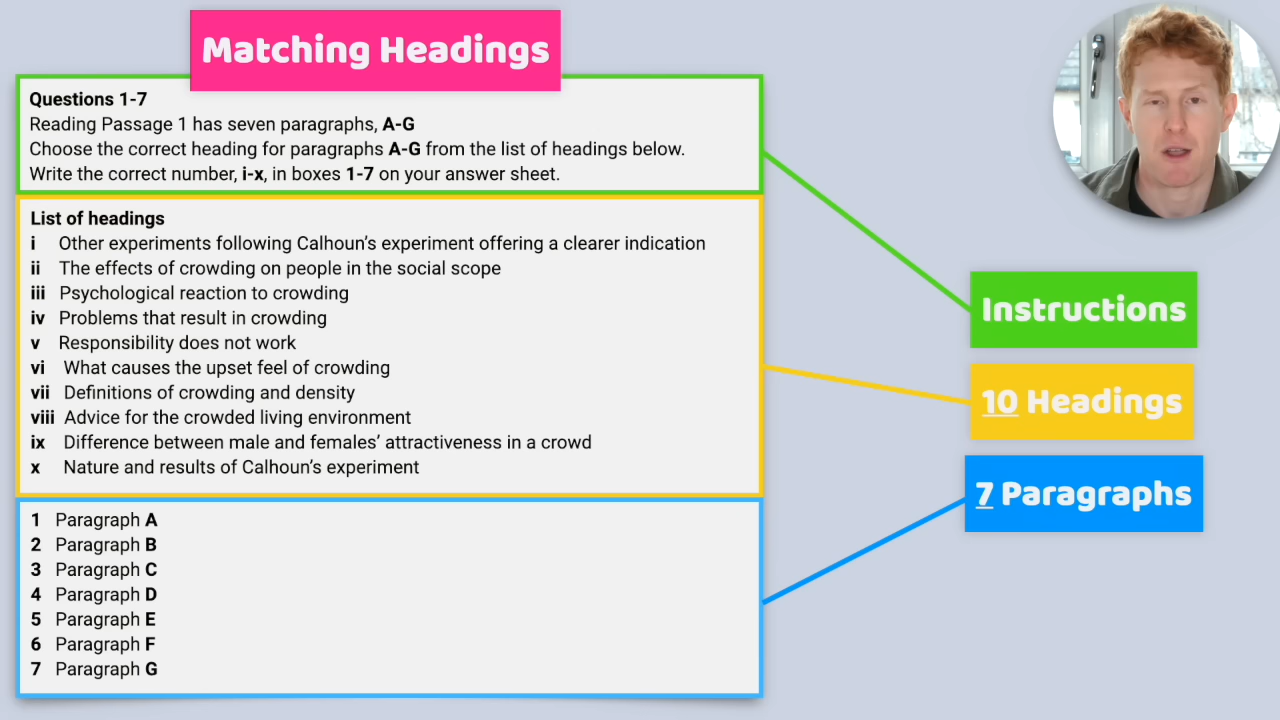 Matching Headings
Questions 1-7
Reading Passage 1 has seven paragraphs, A-G
Choose the correct heading for paragraphs A-G from the list of headings below.
Write the correct number, i-x, in boxes 1-7 on your answer sheet.
List of headings
i Other experiments following Calhoun's experiment offering a clearer indication
ii The effects of crowding on people in the social scope
iii Psychological reaction to crowding
iv Problems that result in crowding
v Responsibility does not work
vi What causes the upset feel of crowding
vii Definitions of crowding and density
viii Advice for the crowded living environment
ix Difference between male and females' attractiveness in a crowd
x Nature and results of Calhoun's experiment
1 Paragraph A
2 Paragraph B
3 Paragraph C
4 Paragraph D
5 Paragraph E
6 Paragraph F
7 Paragraph G
Instructions
10 Headings
7 Paragraphs